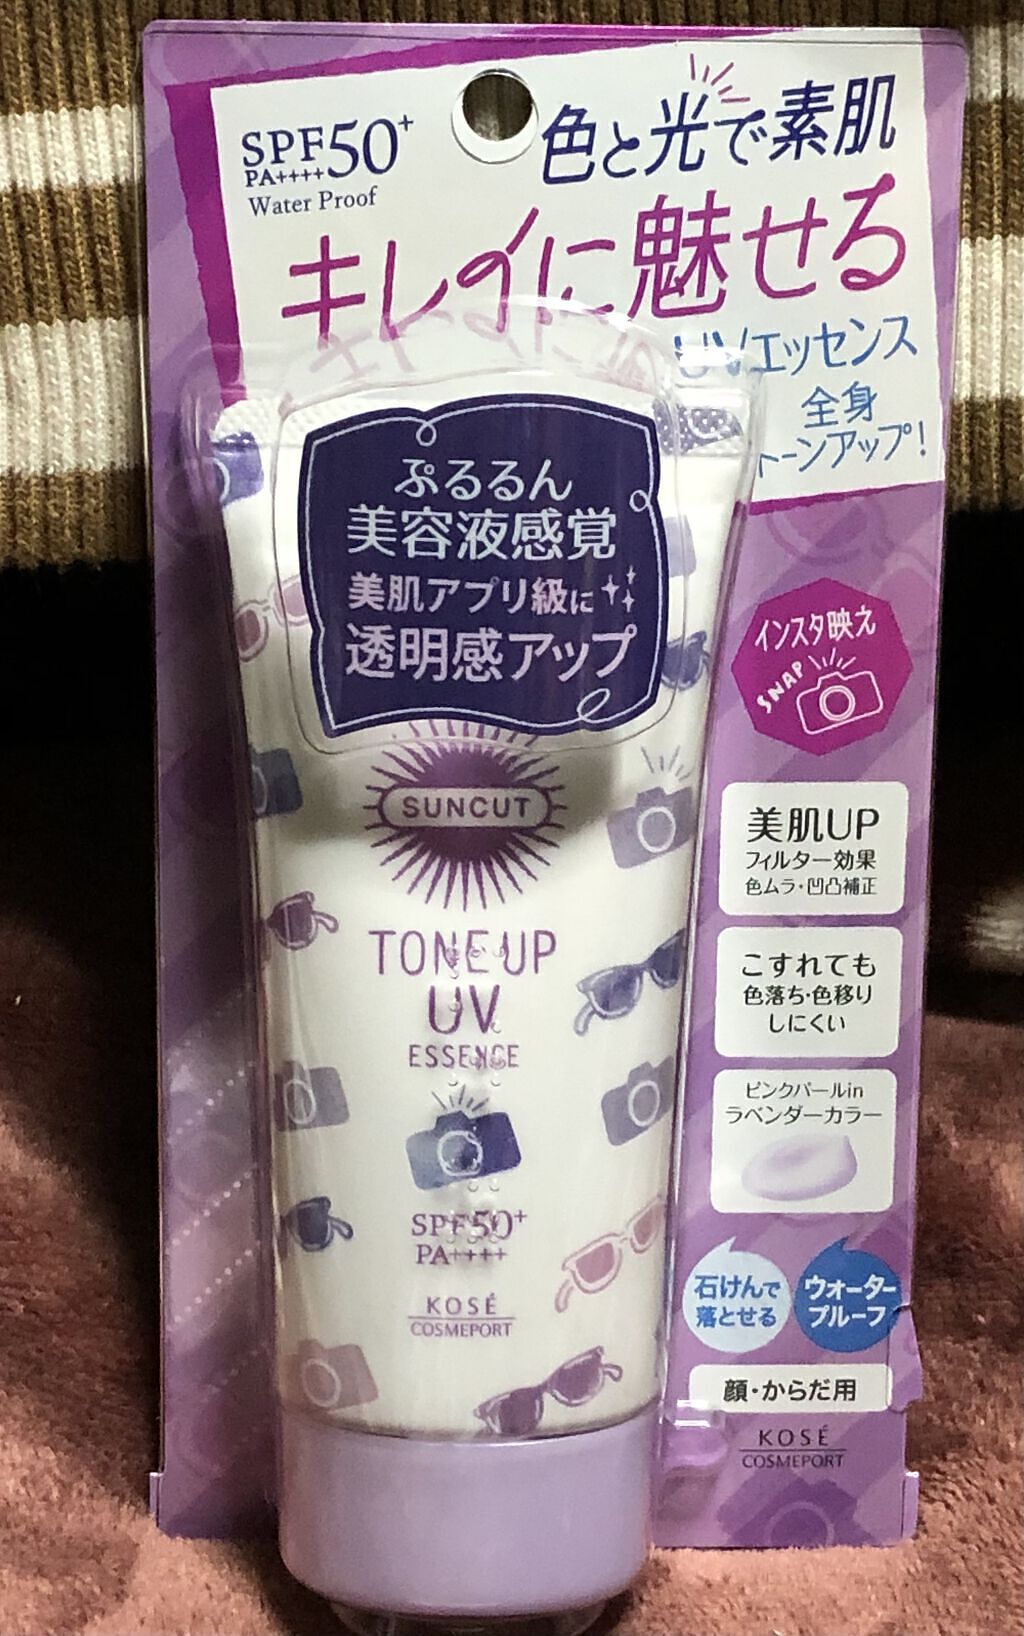 SPF50+
PA++++
Water Proof
色と光で素肌
キレイに魅せる
UVエッセンス
全身
トーンアップ!
ぷるるん
美容液感覚
美肌アプリ級に
透明感アップ
インスタ映え
SNAP
SUNCUT
TONE UP
UV
ESSENCE
SPF50+
PA++++
KOSÉ
COSMEPORT
美肌UP
フィルター効果
色ムラ・凹凸補正
こすれても
色落ち・色移り
しにくい
ピンクパールin
ラベンダーカラー
石けんで
落とせる
ウォーター
プルーフ
顔・からだ用
KOSÉ
COSMEPORT